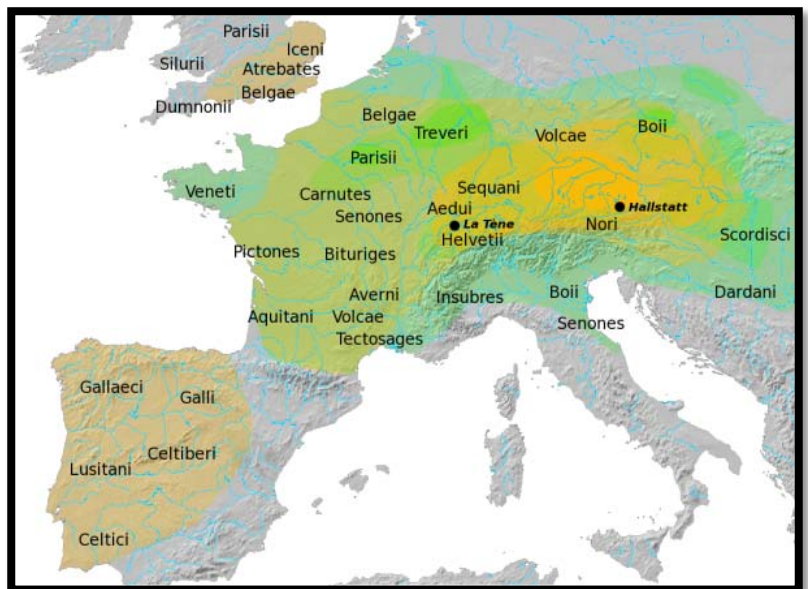 Parisii
Iceni
Silurii
Atrebates
Belgae
Dumnonii
Belgae
Treveri
Volcae
Boii
Parisii
Veneti
Carnutes
Sequani
Senones
Aedui
Hallstatt
La Tène
Nori
Helvetii
Scordisci
Pictones
Bituriges
Averni
Insubres
Boii
Dardani
Aquitani
Volcae
Tectosages
Senones
Gallaeci
Galli
Celtiberi
Lusitani
Celtici